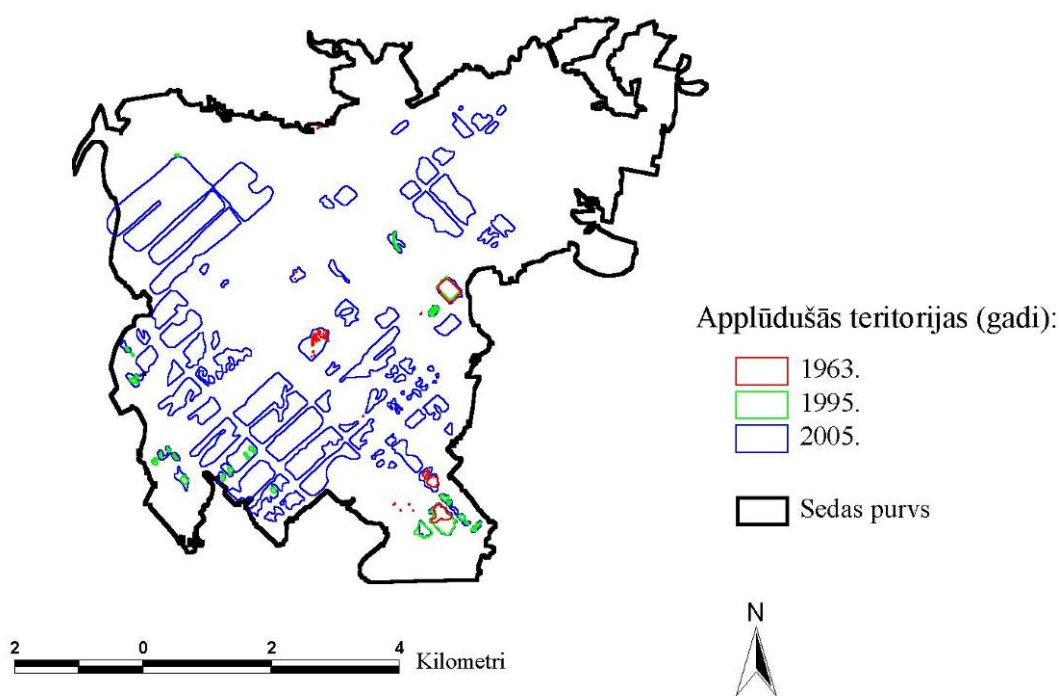 Applūdušās teritorijas (gadi):
1963.
1995.
2005.
Sedas purvs
N
2 0 2 4
Kilometri